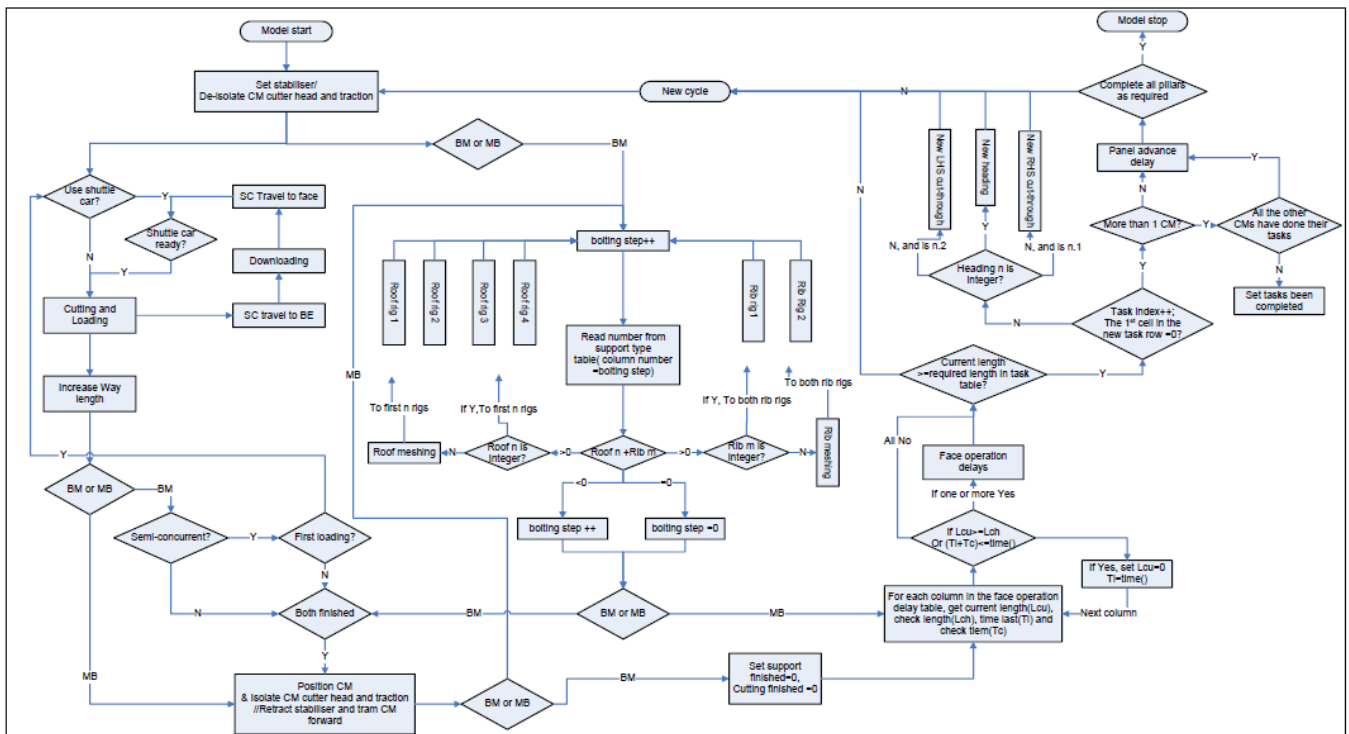 Model start
Model stop
Set stabiliser/
De-isolate CM cutter head and traction
New cycle
N
Y
Complete all pillars
as required
BM or MB
BM
New LHS cut-through
New heading
New RHS cut-through
Panel advance
delay
Y
N
Use shuttle
car?
Y
SC Travel to face
Shuttle car
ready?
N
Y
Downloading
Cutting and
Loading
SC travel to BE
bolting step++
Roof rig 1
Roof rig 2
Roof rig 3
Roof rig 4
Rib rig1
Rib Rig 2
N
More than 1 CM?
Y
All the other
CMs have done their
tasks
N
Set tasks been
completed
N, and is n.2
Y
N, and is n.1
Heading n is
integer?
Y
N
Task index++;
The 1st cell in the
new task row =0?
Read number from
support type
table( column number
=bolting step)
MB
Current length
>=required length in task
table?
Y
Increase Way
length
To first n rigs
If Y,To first n rigs
If Y, To both rib rigs
To both rib rigs
Roof meshing
N
Roof n is
integer?
>0
Roof n +Rib m
>0
Rib m is
integer?
N
Rib meshing
All No
Face operation
delays
If one or more Yes
Y
BM or MB
BM
<0
=0
bolting step ++
bolting step =0
Semi-concurrent?
Y
First loading?
N
N
If Lcu>=Lch
Or (Tl+Tc)<=time()
If Yes, set Lcu=0
Tl=time()
Both finished
BM
BM or MB
MB
For each column in the face operation
delay table, get current length(Lcu),
check length(Lch), time last(Tl) and
check tiem(Tc)
Next column
Y
MB
Position CM
& Isolate CM cutter head and traction
//Retract stabiliser and tram CM
forward
BM or MB
BM
Set support
finished=0,
Cutting finished =0